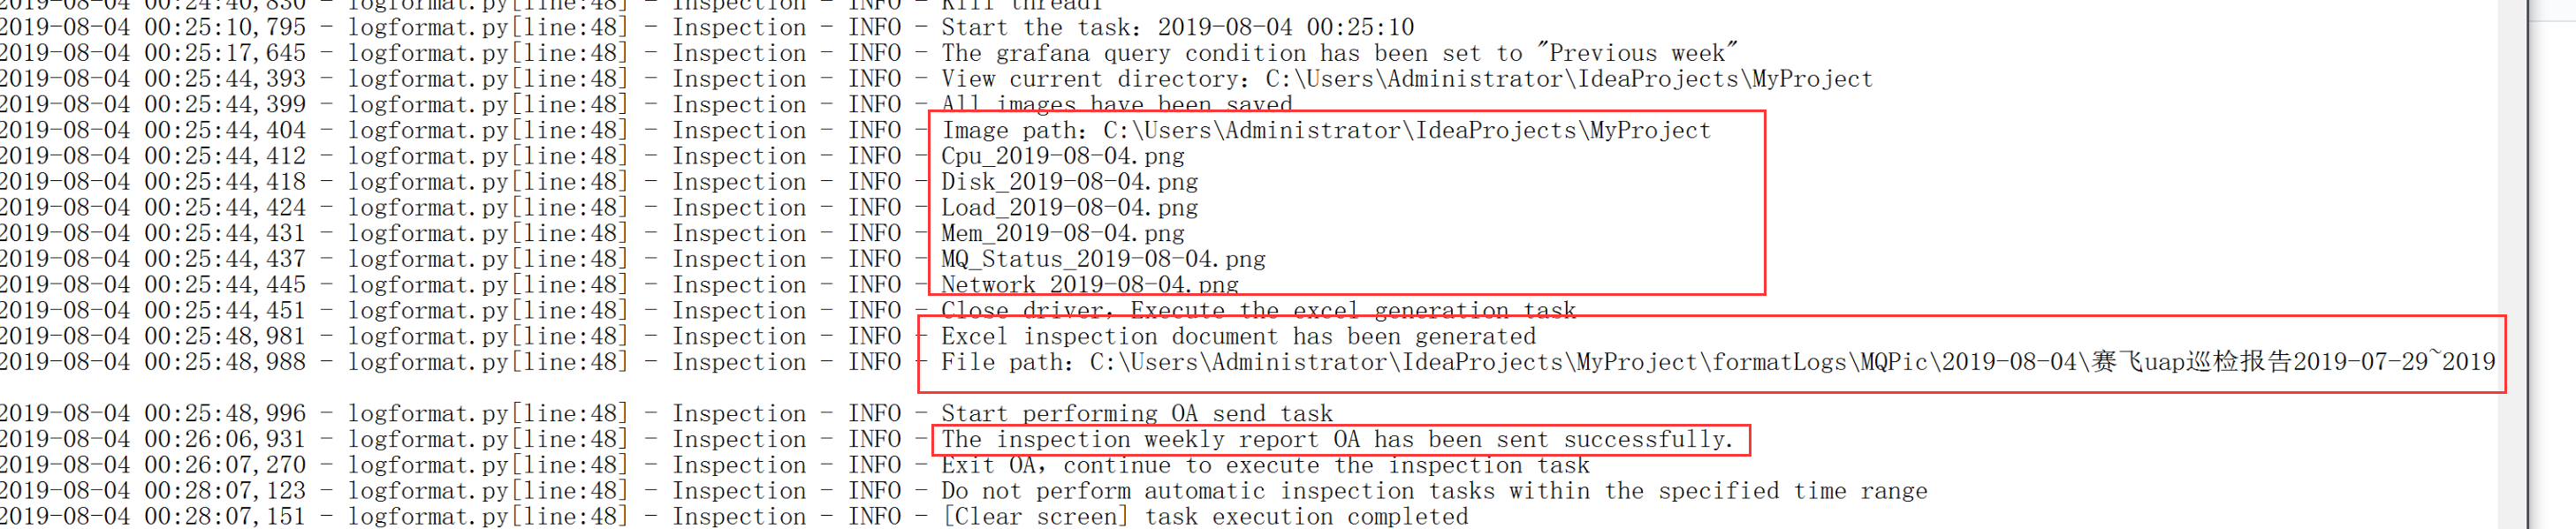 2019-08-04 00:24:40,830 - logformat.py[line:48] - Inspection - INFO - Kill thread1
2019-08-04 00:25:10,795 - logformat.py[line:48] - Inspection - INFO - Start the task：2019-08-04 00:25:10
2019-08-04 00:25:17,645 - logformat.py[line:48] - Inspection - INFO - The grafana query condition has been set to "Previous week"
2019-08-04 00:25:44,393 - logformat.py[line:48] - Inspection - INFO - View current directory：C:\Users\Administrator\IdeaProjects\MyProject
2019-08-04 00:25:44,399 - logformat.py[line:48] - Inspection - INFO - All images have been saved
2019-08-04 00:25:44,404 - logformat.py[line:48] - Inspection - INFO - Image path：C:\Users\Administrator\IdeaProjects\MyProject
2019-08-04 00:25:44,412 - logformat.py[line:48] - Inspection - INFO - Cpu_2019-08-04.png
2019-08-04 00:25:44,418 - logformat.py[line:48] - Inspection - INFO - Disk_2019-08-04.png
2019-08-04 00:25:44,424 - logformat.py[line:48] - Inspection - INFO - Load_2019-08-04.png
2019-08-04 00:25:44,431 - logformat.py[line:48] - Inspection - INFO - Mem_2019-08-04.png
2019-08-04 00:25:44,437 - logformat.py[line:48] - Inspection - INFO - MQ_Status_2019-08-04.png
2019-08-04 00:25:44,445 - logformat.py[line:48] - Inspection - INFO - Network_2019-08-04.png
2019-08-04 00:25:44,451 - logformat.py[line:48] - Inspection - INFO - Close driver，Execute the excel generation task
2019-08-04 00:25:48,981 - logformat.py[line:48] - Inspection - INFO - Excel inspection document has been generated
2019-08-04 00:25:48,988 - logformat.py[line:48] - Inspection - INFO - File path：C:\Users\Administrator\IdeaProjects\MyProject\formatLogs\MQPic\2019-08-04\赛飞uap巡检报告2019-07-29~2019
2019-08-04 00:25:48,996 - logformat.py[line:48] - Inspection - INFO - Start performing OA send task
2019-08-04 00:26:06,931 - logformat.py[line:48] - Inspection - INFO - The inspection weekly report OA has been sent successfully.
2019-08-04 00:26:07,270 - logformat.py[line:48] - Inspection - INFO - Exit OA，continue to execute the inspection task
2019-08-04 00:28:07,123 - logformat.py[line:48] - Inspection - INFO - Do not perform automatic inspection tasks within the specified time range
2019-08-04 00:28:07,151 - logformat.py[line:48] - Inspection - INFO - [Clear screen] task execution completed